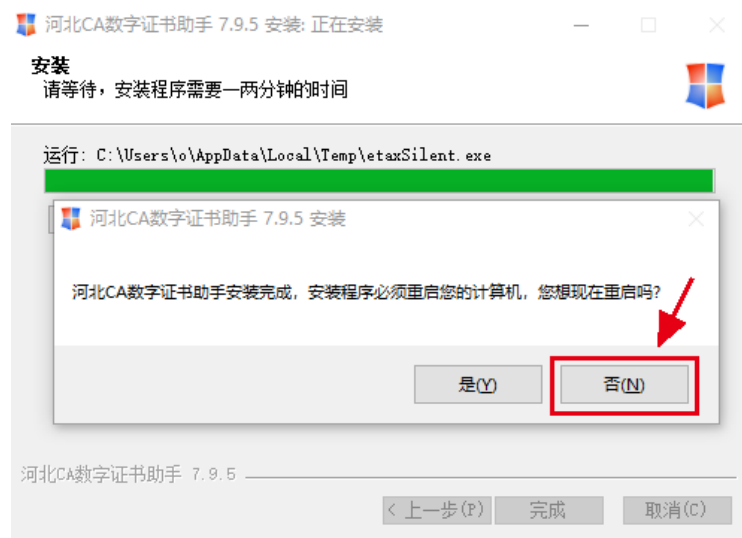 河北CA数字证书助手 7.9.5 安装: 正在安装
安装
请等待，安装程序需要一两分钟的时间
运行: C:\Users\o\AppData\Local\Temp\etaxSilent.exe
河北CA数字证书助手 7.9.5 安装
河北CA数字证书助手安装完成，安装程序必须重启您的计算机，您想现在重启吗?
是(Y) 否(N)
河北CA数字证书助手 7.9.5
< 上一步(P) 完成 取消(C)